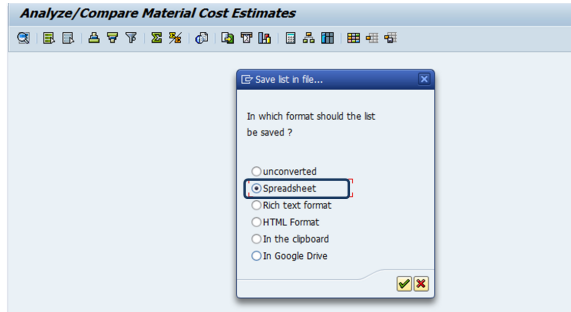 Analyze/Compare Material Cost Estimates
Save list in file...
In which format should the list
be saved ?
unconverted
Spreadsheet
Rich text format
HTML Format
In the clipboard
In Google Drive